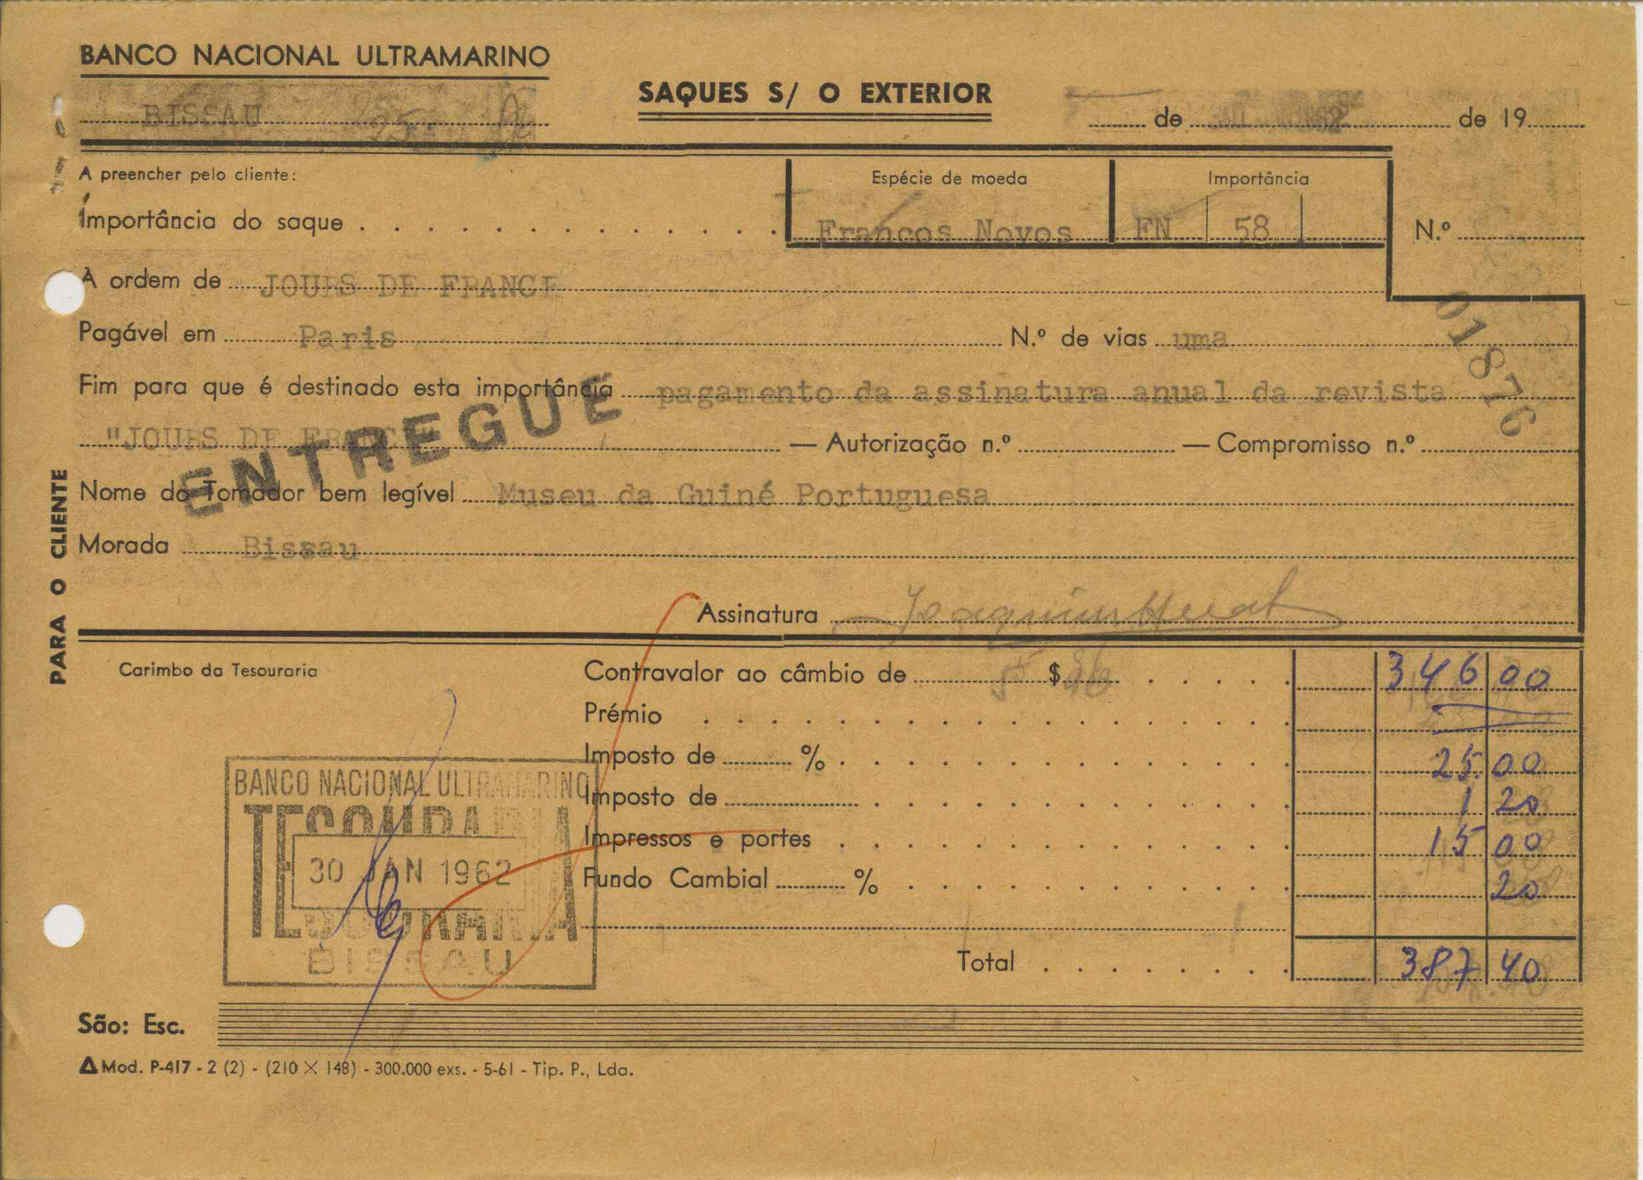 BANCO NACIONAL ULTRAMARINO
BISSAU
SAQUES S/ O EXTERIOR
de 1962 de 19
A preencher pelo cliente:
Espécie de moeda
Importância
Importância do saque
Francos Novos
FN 58
N.º
01876
A ordem de JOURS DE FRANCE
Pagável em Paris N.º de vias uma
Fim para que é destinado esta importância pagamento da assinatura anual da revista
"JOURS DE FRANCE" — Autorização n.º — Compromisso n.º
ENTREGUE
Nome do Tomador bem legível Museu da Guiné Portuguesa
Morada Bissau
Assinatura
PARA O CLIENTE
Carimbo da Tesouraria
Contravalor ao câmbio de $ 346 00
Prémio
Imposto de % 25 00
Imposto de 1 20
Impressos e portes 15 00
Fundo Cambial % 20
Total 387 40
BANCO NACIONAL ULTRAMARINO
TESOURARIA
30 JAN 1962
TESOURARIA
BISSAU
São: Esc.
Mod. P-417 - 2 (2) - (210 X 148) - 300.000 exs. - 5-61 - Tip. P., Lda.